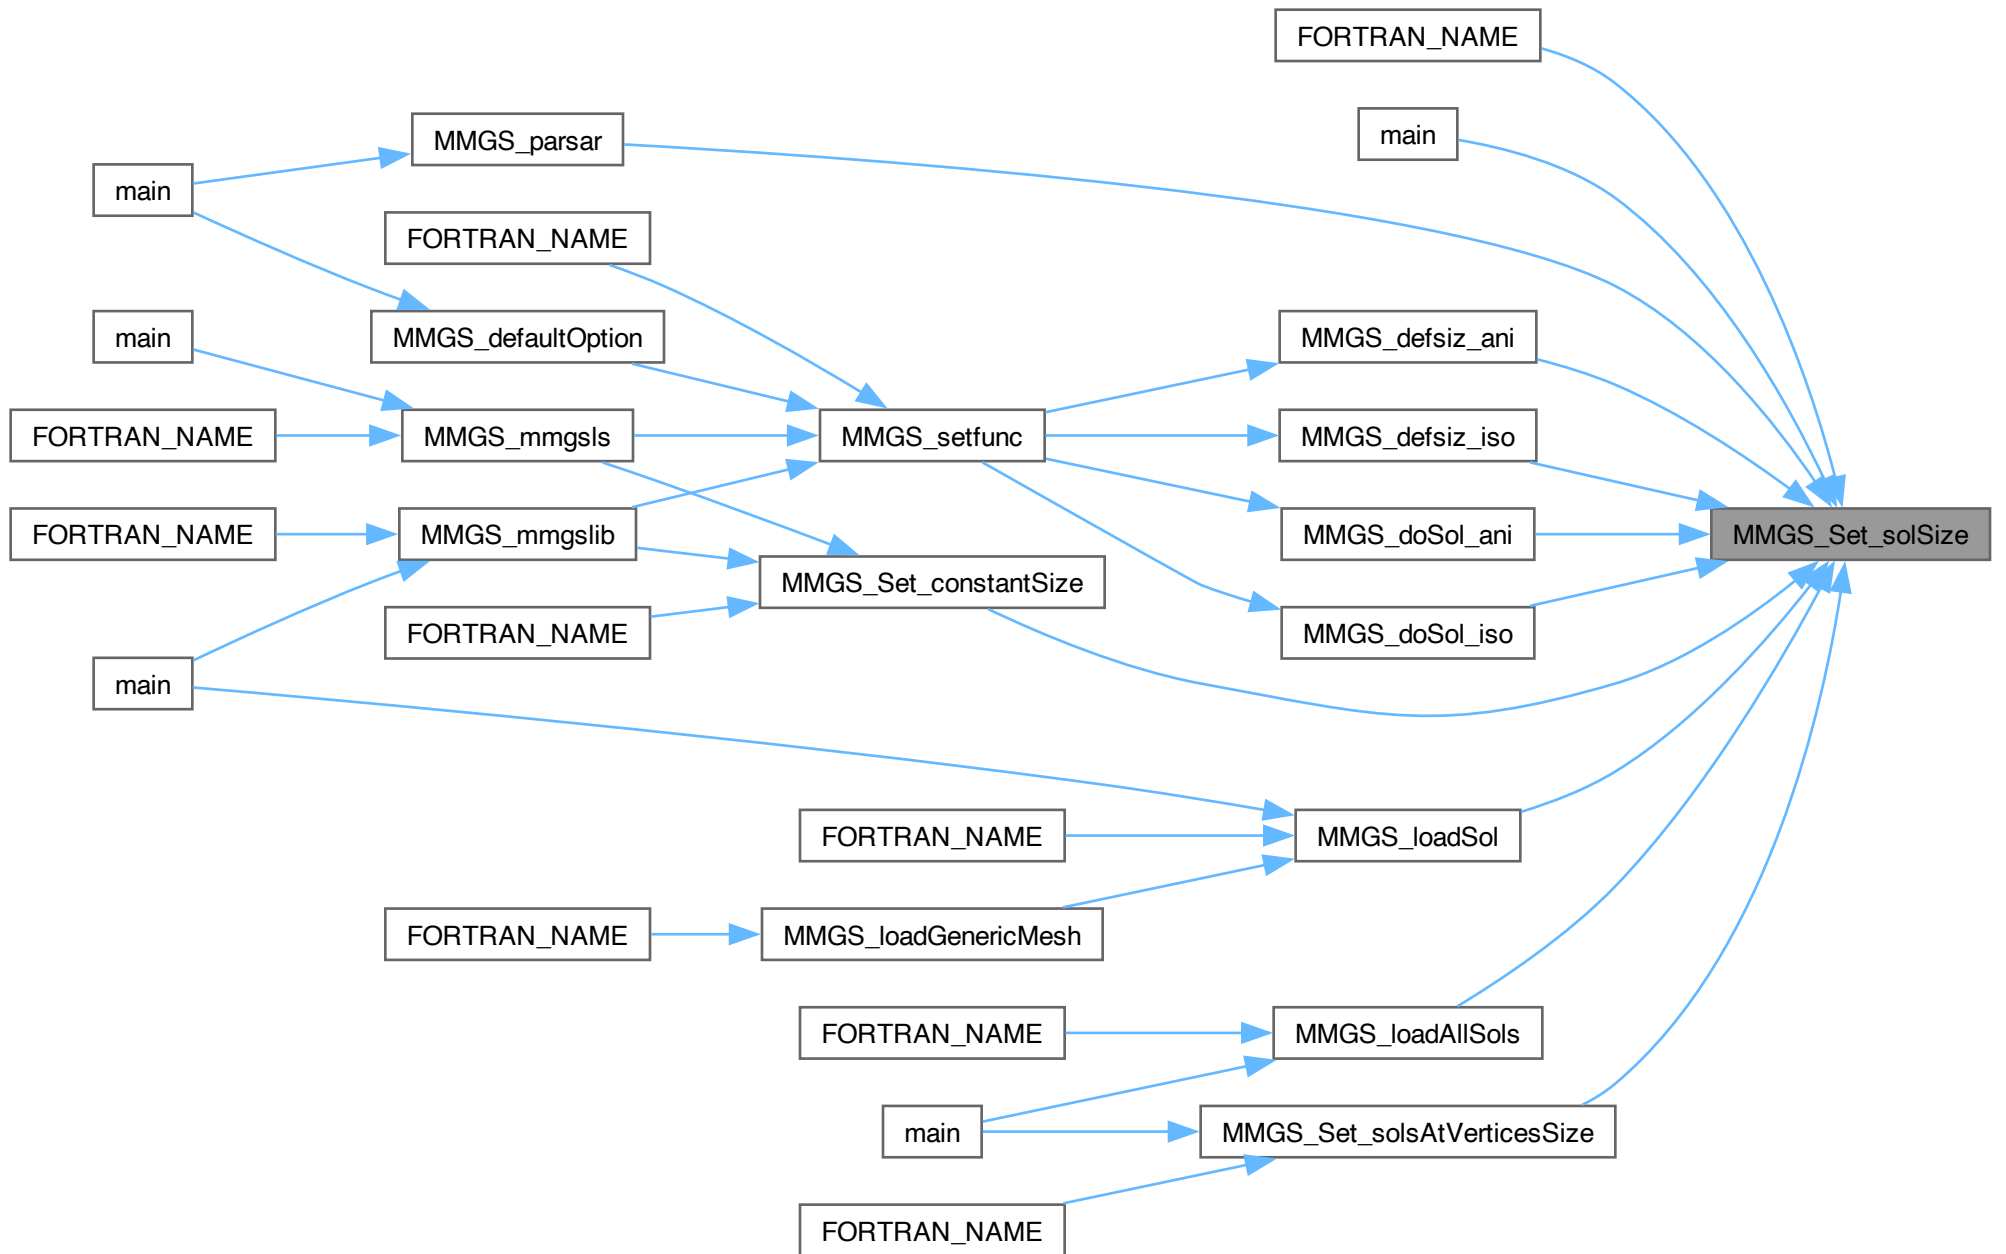 FORTRAN_NAME
main
MMGS_parsar
main
FORTRAN_NAME
main
MMGS_defaultOption
MMGS_defsiz_ani
FORTRAN_NAME
MMGS_mmgsls
MMGS_setfunc
MMGS_defsiz_iso
FORTRAN_NAME
MMGS_mmgslib
MMGS_doSol_ani
MMGS_Set_solSize
MMGS_Set_constantSize
FORTRAN_NAME
MMGS_doSol_iso
main
FORTRAN_NAME
MMGS_loadSol
FORTRAN_NAME
MMGS_loadGenericMesh
FORTRAN_NAME
MMGS_loadAllSols
main
MMGS_Set_solsAtVerticesSize
FORTRAN_NAME